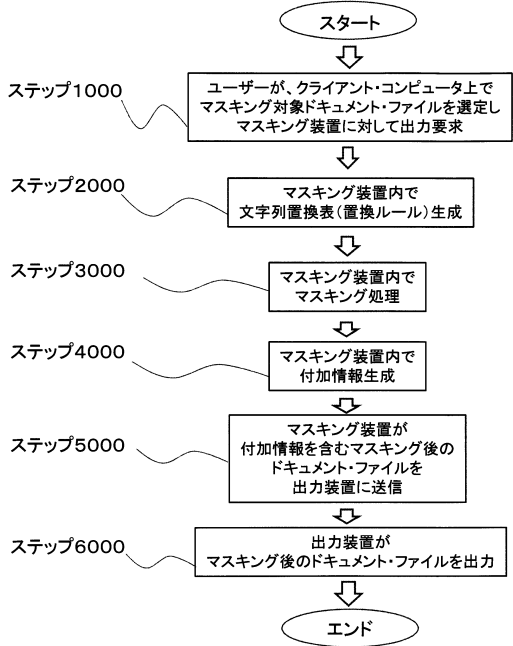 スタート
ステップ1000
ユーザーが、クライアント・コンピュータ上で
マスキング対象ドキュメント・ファイルを選定し
マスキング装置に対して出力要求
ステップ2000
マスキング装置内で
文字列置換表(置換ルール)生成
ステップ3000
マスキング装置内で
マスキング処理
ステップ4000
マスキング装置内で
付加情報生成
ステップ5000
マスキング装置が
付加情報を含むマスキング後の
ドキュメント・ファイルを
出力装置に送信
ステップ6000
出力装置が
マスキング後のドキュメント・ファイルを出力
エンド